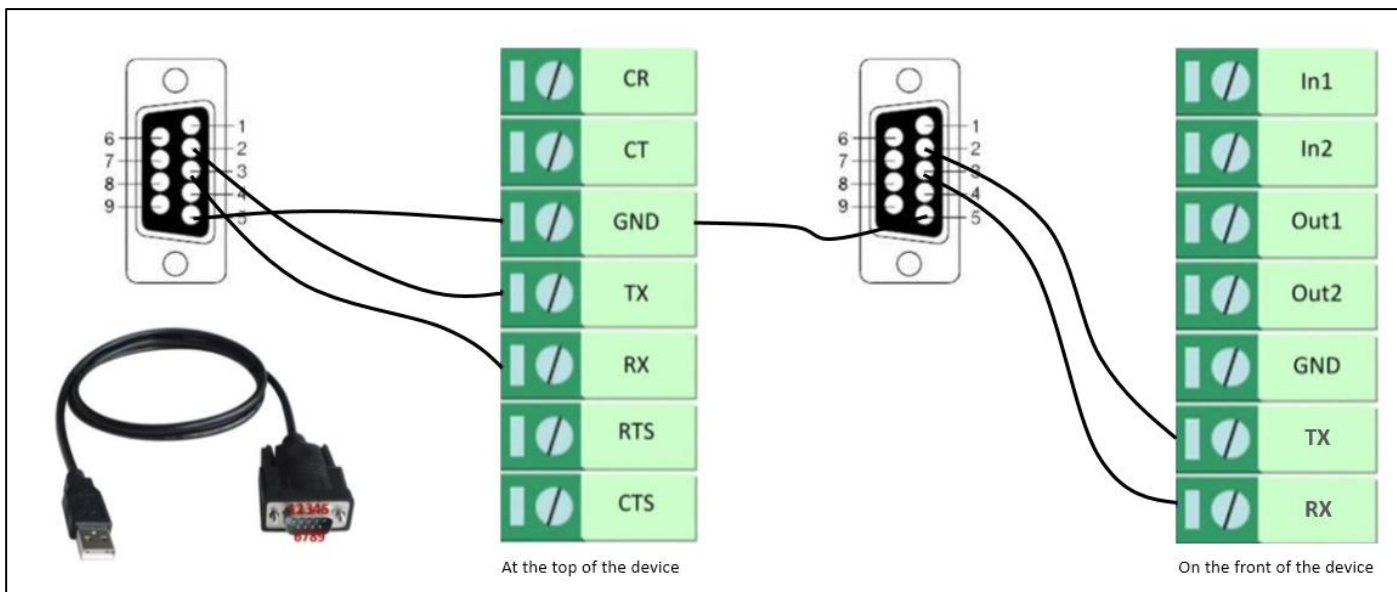 1
2
3
4
5
6
7
8
9
CR
CT
GND
TX
RX
RTS
CTS
At the top of the device
12345
6789
1
2
3
4
5
6
7
8
9
In1
In2
Out1
Out2
GND
TX
RX
On the front of the device